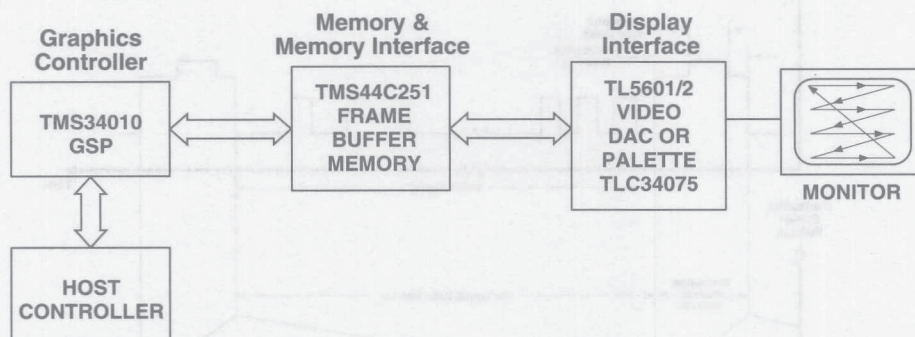 Graphics
Controller
Memory &
Memory Interface
Display
Interface
TMS34010
GSP
TMS44C251
FRAME
BUFFER
MEMORY
TL5601/2
VIDEO
DAC OR
PALETTE
TLC34075
MONITOR
HOST
CONTROLLER